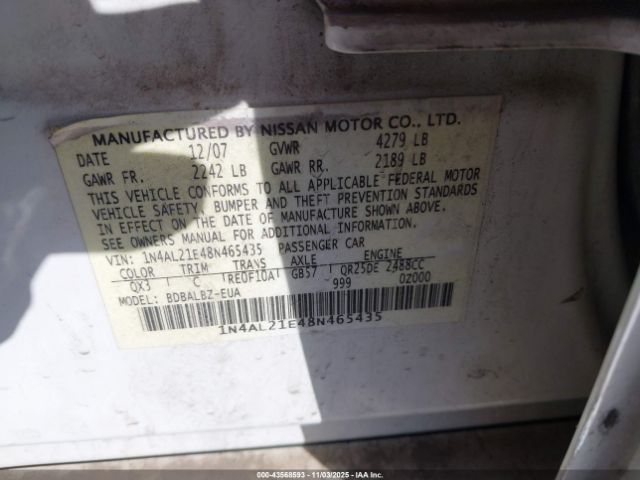 MANUFACTURED BY NISSAN MOTOR CO., LTD.
DATE 12/07 GVWR 4279 LB
GAWR FR. 2242 LB GAWR RR. 2189 LB
THIS VEHICLE CONFORMS TO ALL APPLICABLE FEDERAL MOTOR
VEHICLE SAFETY, BUMPER AND THEFT PREVENTION STANDARDS
IN EFFECT ON THE DATE OF MANUFACTURE SHOWN ABOVE.
SEE OWNERS MANUAL FOR ADDITIONAL INFORMATION.
VIN: 1N4AL21E48N465435 PASSENGER CAR
COLOR TRIM TRANS AXLE ENGINE
QX3 C RE0F10A G857 QR25DE 2488CC
MODEL: BDBALBZ-EUA 999 02000
1N4AL21E48N465435
000-43568593 - 11/03/2025 - IAA Inc.